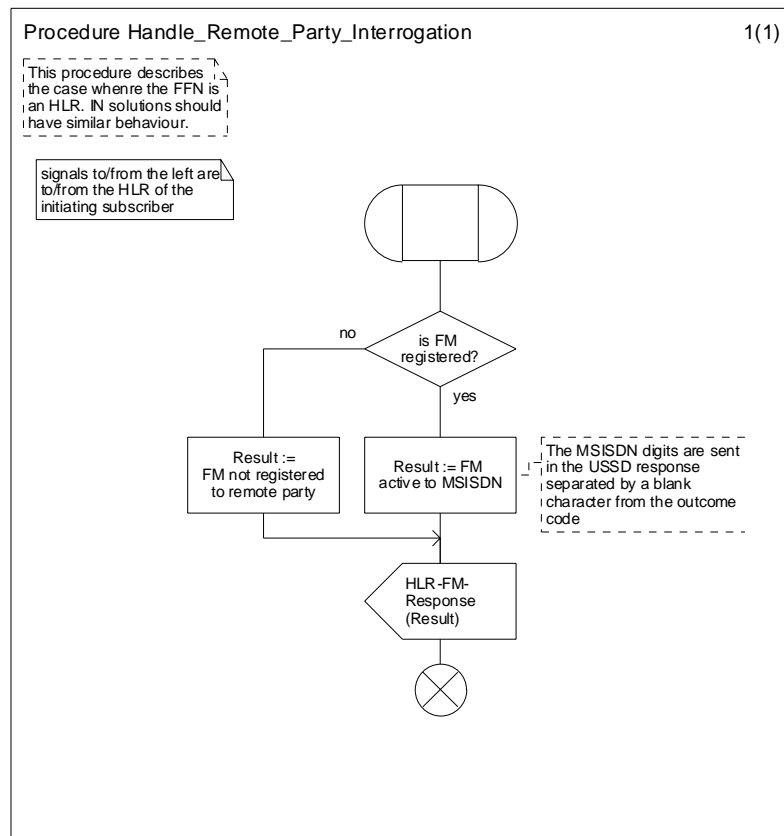 Procedure Handle_Remote_Party_Interrogation 1(1)
This procedure describes
the case whenre the FFN is
an HLR. IN solutions should
have similar behaviour.
signals to/from the left are
to/from the HLR of the
initiating subscriber
no
is FM
registered?
yes
Result :=
FM not registered
to remote party
Result := FM
active to MSISDN
The MSISDN digits are sent
in the USSD response
separated by a blank
character from the outcome
code
HLR-FM-
Response
(Result)